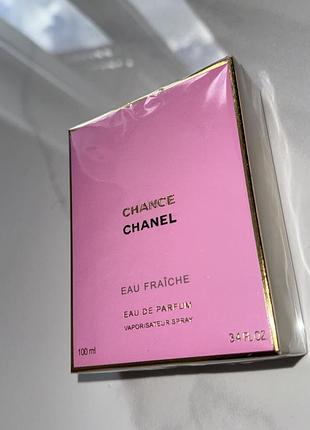 CHANCE
CHANEL
EAU FRAÎCHE
EAU DE PARFUM
VAPORISATEUR SPRAY
100 ml
3.4 FL OZ